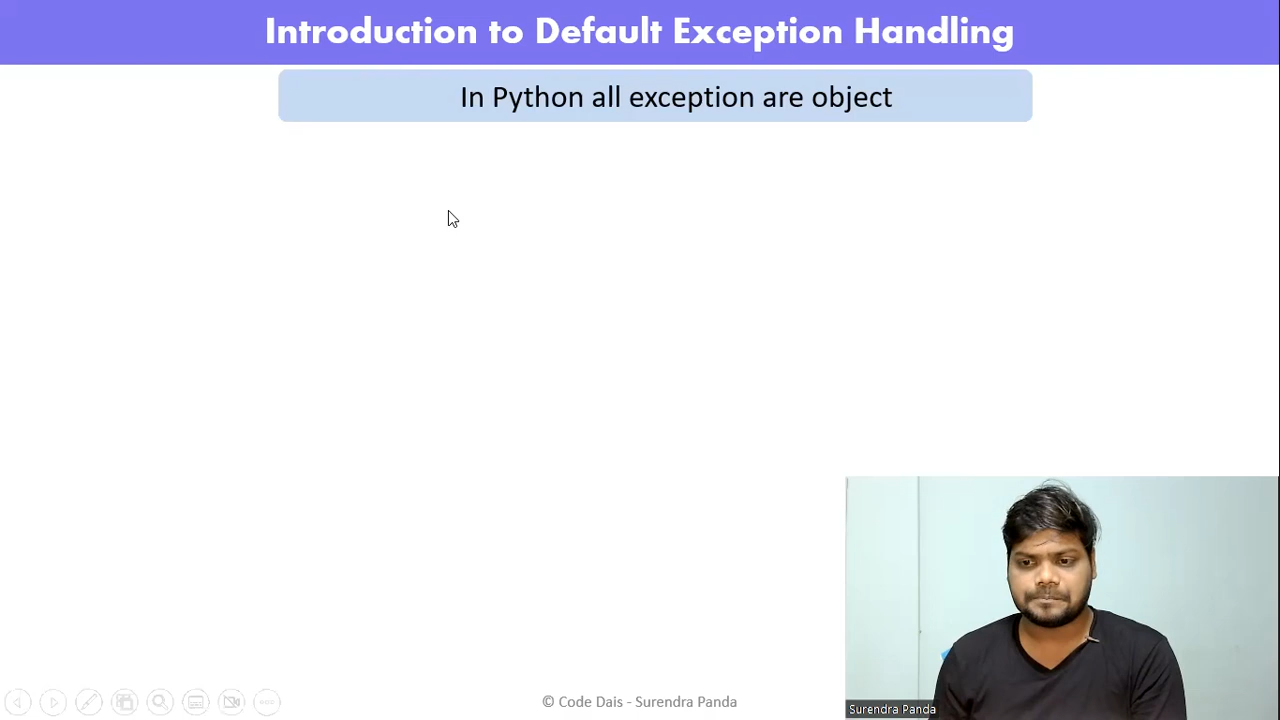 Introduction to Default Exception Handling
In Python all exception are object
© Code Dais - Surendra Panda
Surendra Panda